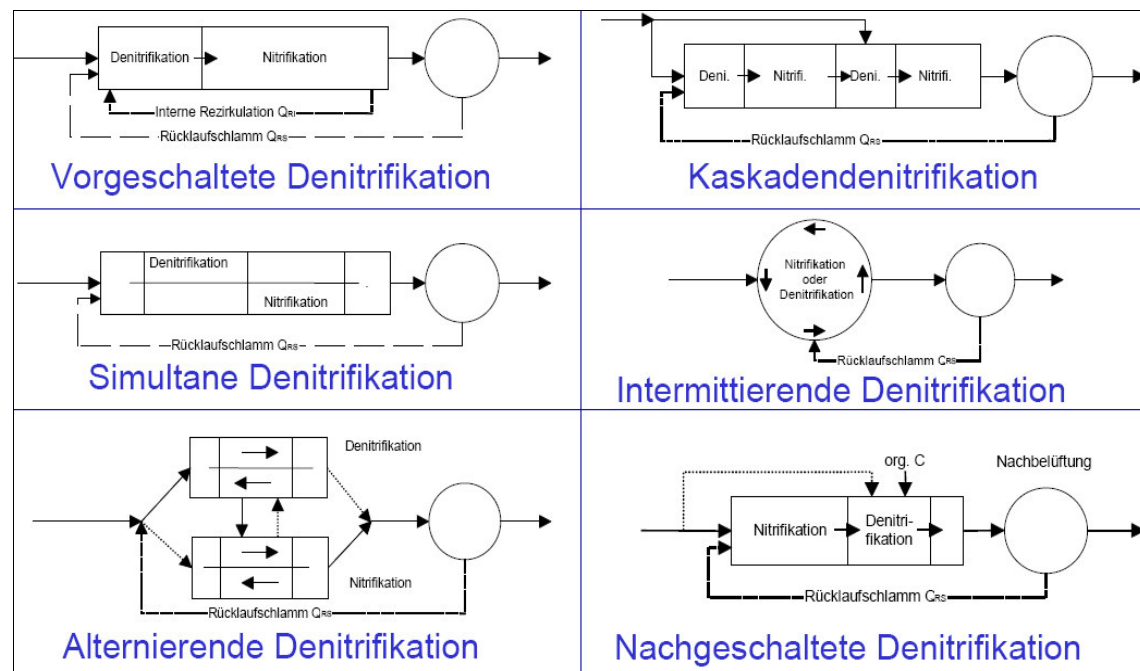 Denitrifikation
Nitrifikation
Interne Rezirkulation QRI
Rücklaufschlamm QRS
Vorgeschaltete Denitrifikation
Deni.
Nitrifi.
Deni.
Nitrifi.
Rücklaufschlamm QRS
Kaskadendenitrifikation
Denitrifikation
Nitrifikation
Rücklaufschlamm QRS
Simultane Denitrifikation
Nitrifikation
oder
Denitrifikation
Rücklaufschlamm QRS
Intermittierende Denitrifikation
Denitrifikation
Nitrifikation
Rücklaufschlamm QRS
Alternierende Denitrifikation
org. C
Nachbelüftung
Nitrifikation
Denitri-
fikation
Rücklaufschlamm QRS
Nachgeschaltete Denitrifikation